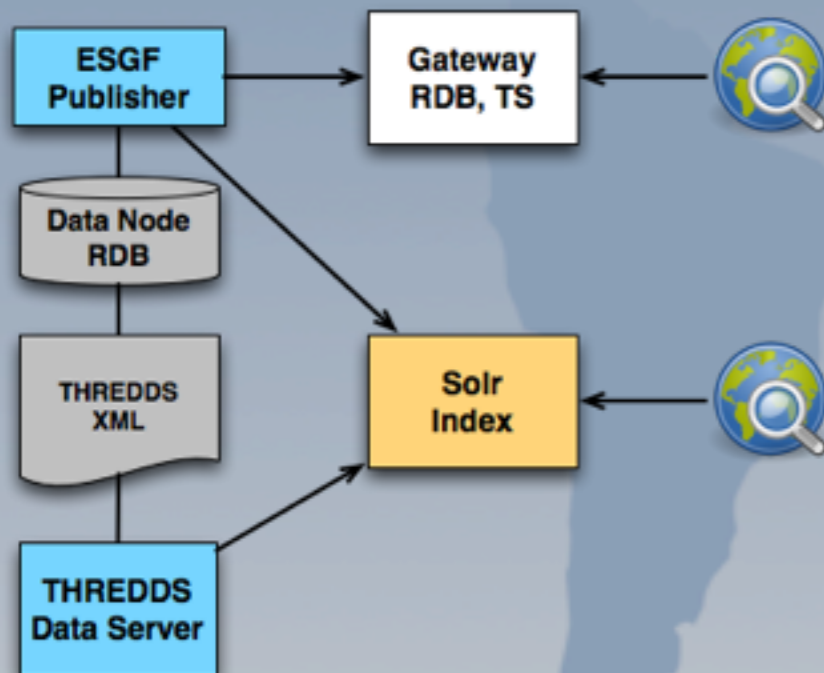 ESGF
Publisher
Gateway
RDB, TS
Data Node
RDB
THREDDS
XML
Solr
Index
THREDDS
Data Server